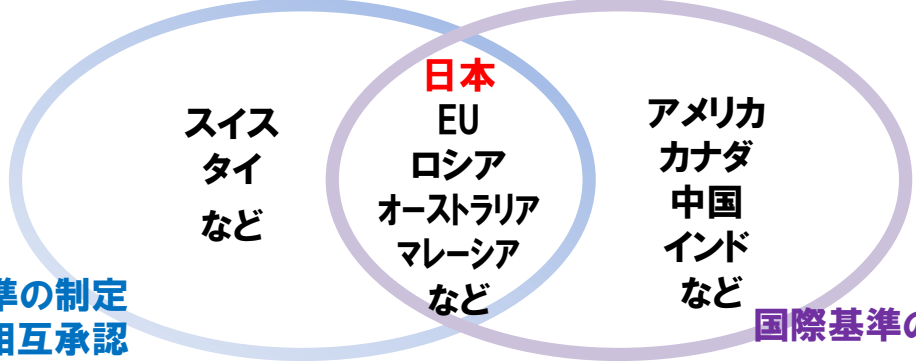 スイス
タイ
など
日本
EU
ロシア
オーストラリア
マレーシア
など
アメリカ
カナダ
中国
インド
など
準の制定
相互承認
国際基準の